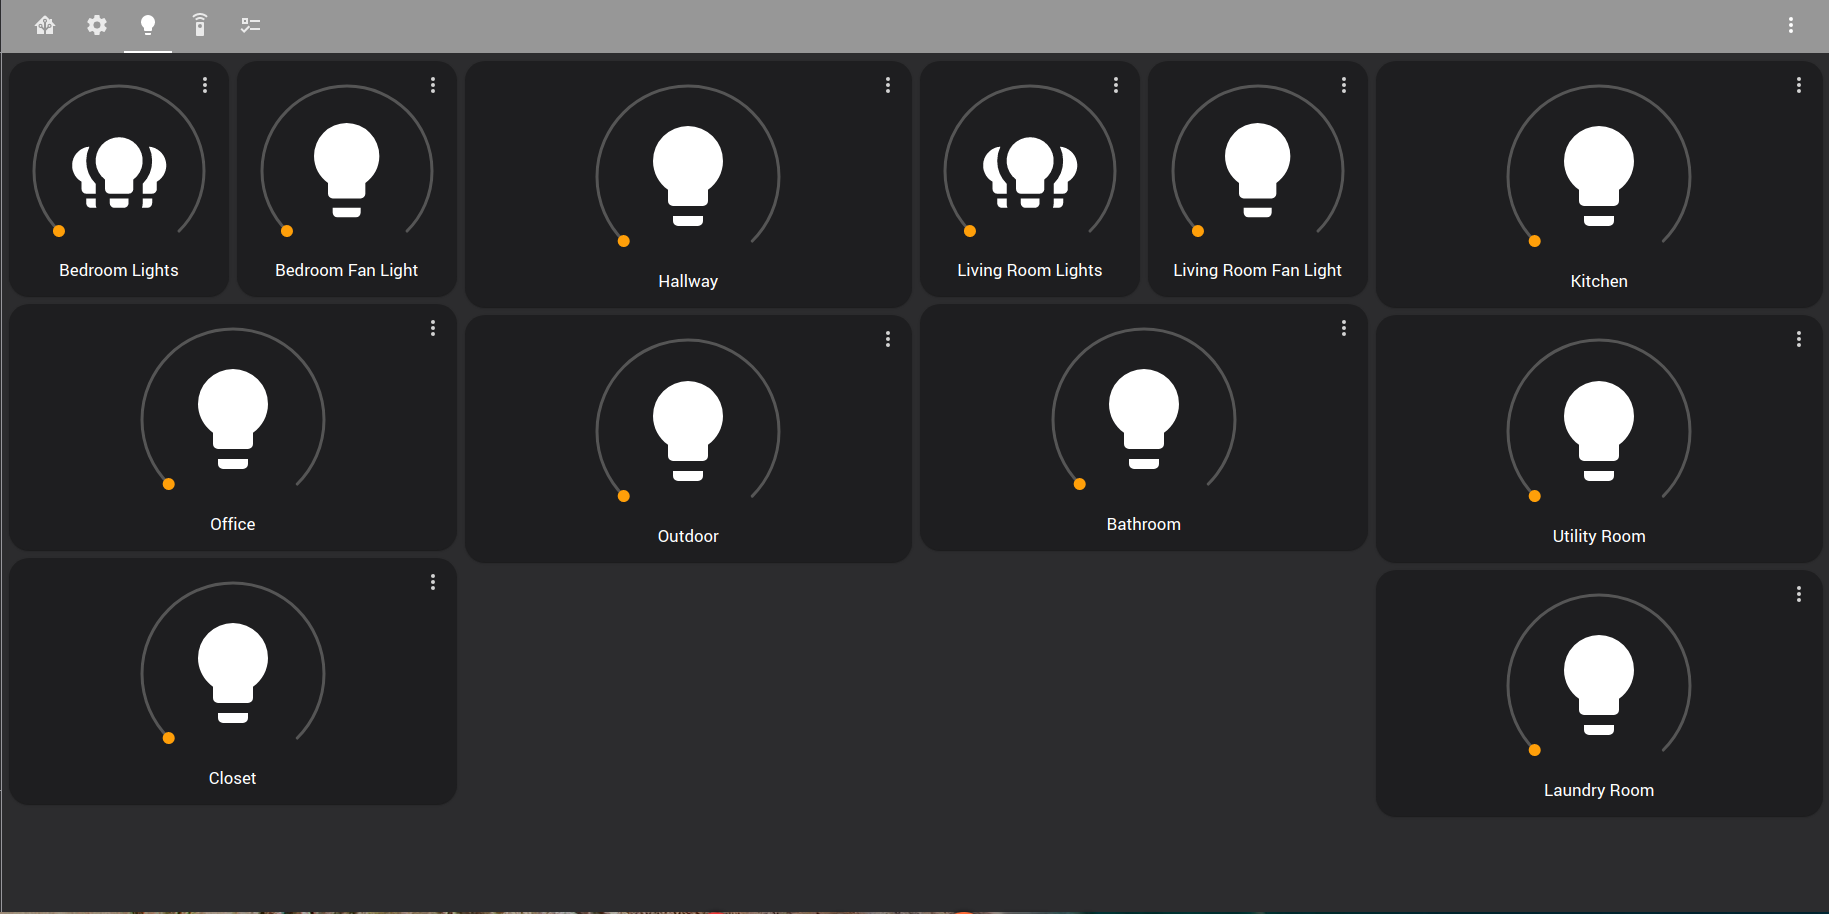 Bedroom Lights
Bedroom Fan Light
Hallway
Living Room Lights
Living Room Fan Light
Kitchen
Office
Outdoor
Bathroom
Utility Room
Closet
Laundry Room